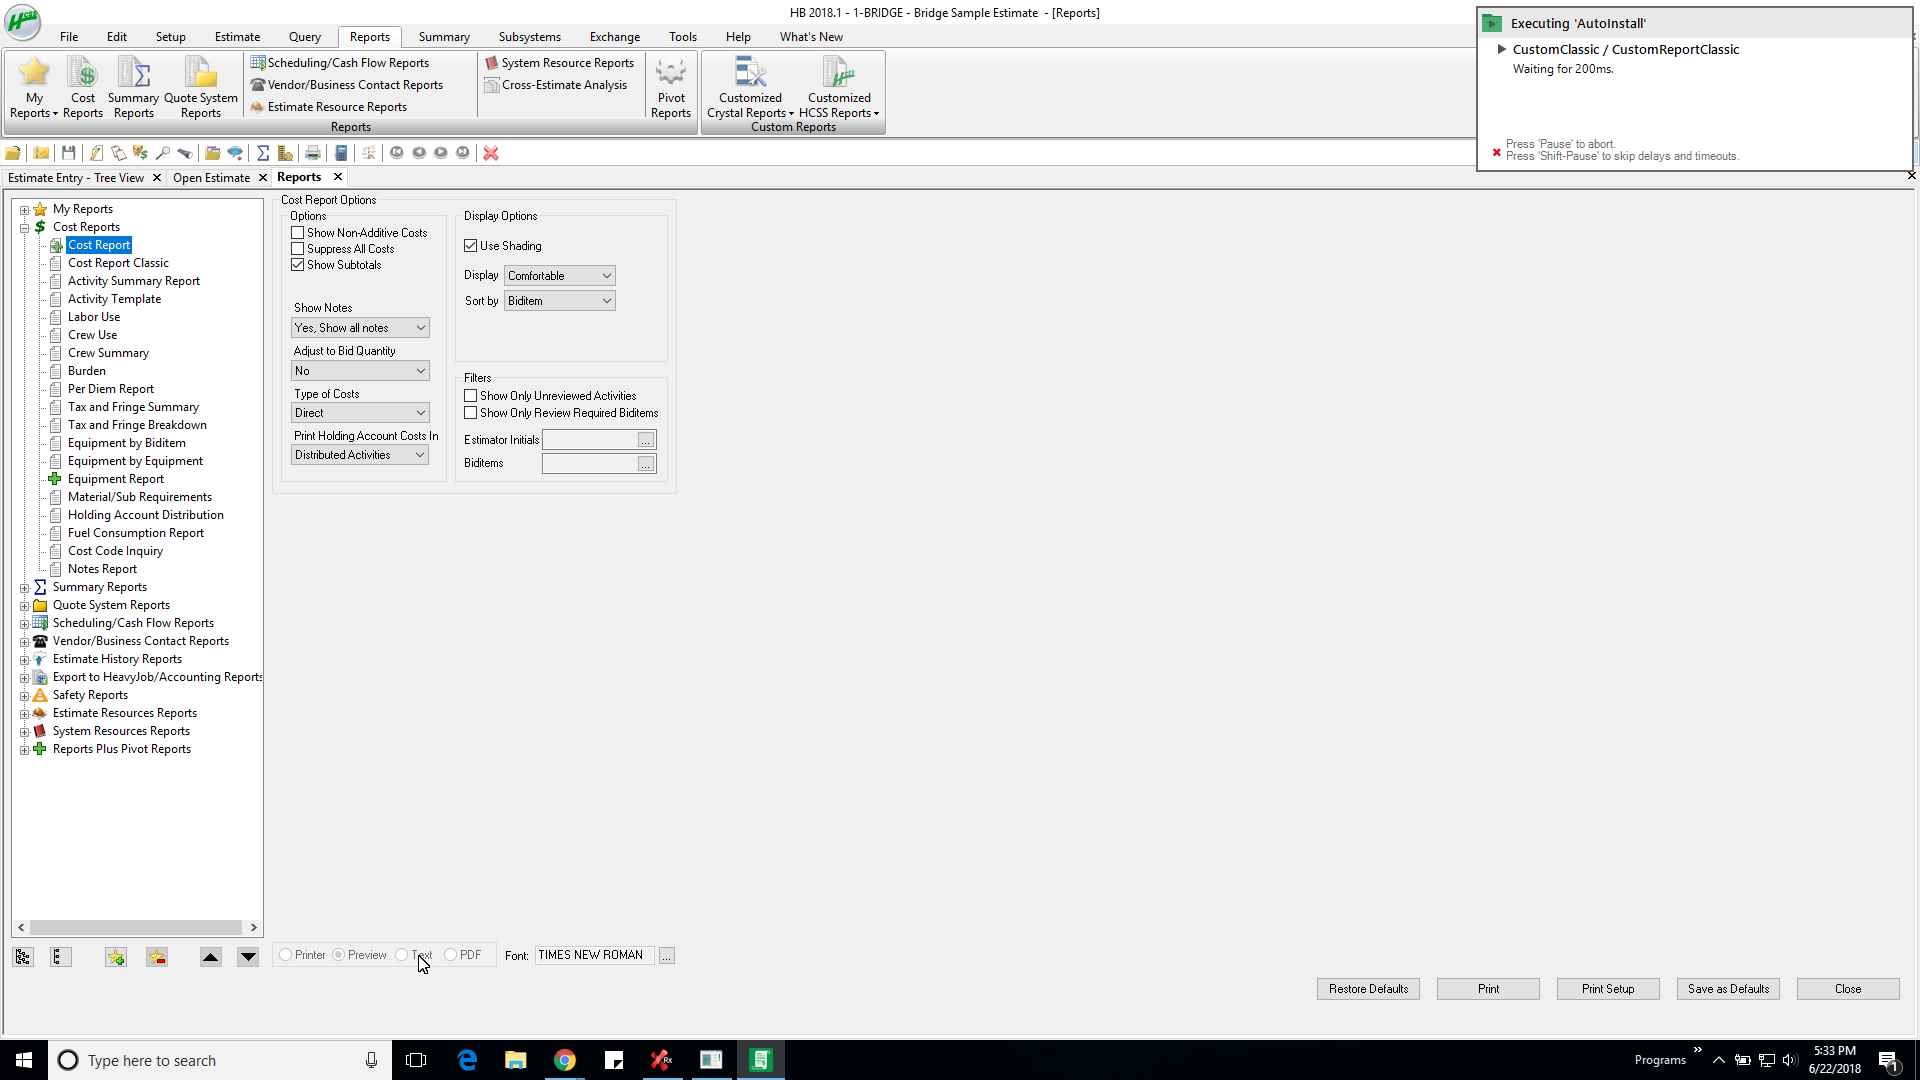 HCSS
HB 2018.1 - 1-BRIDGE - Bridge Sample Estimate - [Reports]
File Edit Setup Estimate Query Reports Summary Subsystems Exchange Tools Help What's New
My Reports
Cost Reports
Summary Reports
Quote System Reports
Scheduling/Cash Flow Reports
Vendor/Business Contact Reports
Estimate Resource Reports
System Resource Reports
Cross-Estimate Analysis
Pivot Reports
Reports
Customized Crystal Reports
Customized HCSS Reports
Custom Reports
Executing 'AutoInstall'
CustomClassic / CustomReportClassic
Waiting for 200ms.
Press 'Pause' to abort.
Press 'Shift-Pause' to skip delays and timeouts.
Estimate Entry - Tree View Open Estimate Reports
My Reports
Cost Reports
Cost Report
Cost Report Classic
Activity Summary Report
Activity Template
Labor Use
Crew Use
Crew Summary
Burden
Per Diem Report
Tax and Fringe Summary
Tax and Fringe Breakdown
Equipment by Biditem
Equipment by Equipment
Equipment Report
Material/Sub Requirements
Holding Account Distribution
Fuel Consumption Report
Cost Code Inquiry
Notes Report
Summary Reports
Quote System Reports
Scheduling/Cash Flow Reports
Vendor/Business Contact Reports
Estimate History Reports
Export to HeavyJob/Accounting Reports
Safety Reports
Estimate Resources Reports
System Resources Reports
Reports Plus Pivot Reports
Cost Report Options
Options
Show Non-Additive Costs
Suppress All Costs
Show Subtotals
Show Notes
Yes, Show all notes
Adjust to Bid Quantity
No
Type of Costs
Direct
Print Holding Account Costs In
Distributed Activities
Display Options
Use Shading
Display Comfortable
Sort by Biditem
Filters
Show Only Unreviewed Activities
Show Only Review Required Biditems
Estimator Initials ...
Biditems ...
Printer Preview Text PDF Font: TIMES NEW ROMAN ...
Restore Defaults Print Print Setup Save as Defaults Close
Type here to search
Rx
Programs
5:33 PM
6/22/2018
1